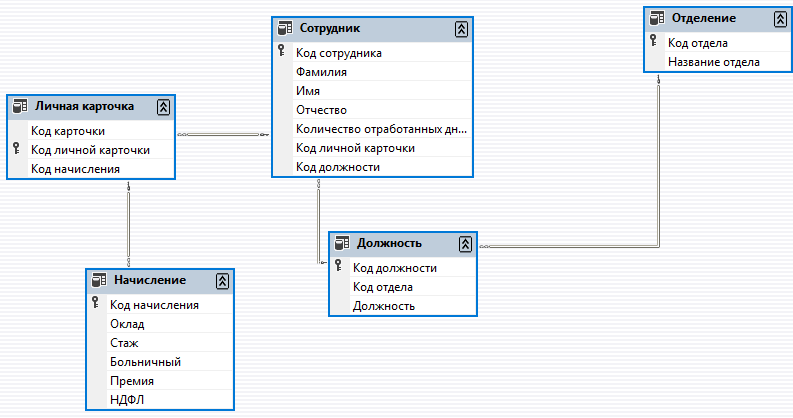 Сотрудник
Код сотрудника
Фамилия
Имя
Отчество
Количество отработанных дн...
Код личной карточки
Код должности
Отделение
Код отдела
Название отдела
Личная карточка
Код карточки
Код личной карточки
Код начисления
Должность
Код должности
Код отдела
Должность
Начисление
Код начисления
Оклад
Стаж
Больничный
Премия
НДФЛ